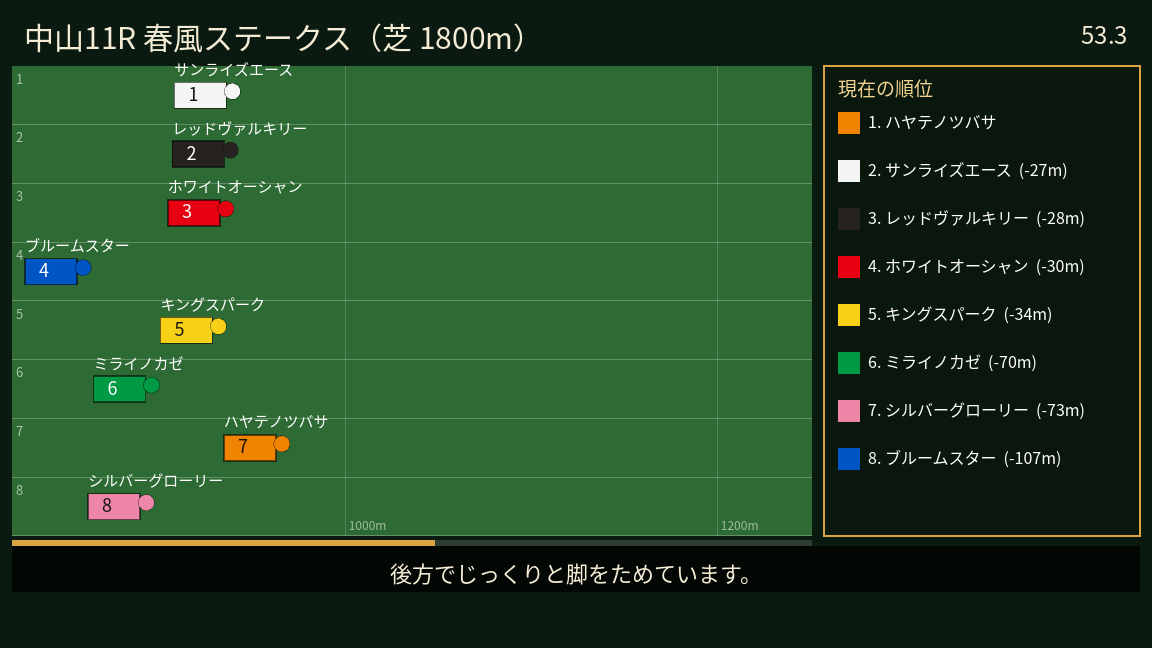 中山11R 春風ステークス（芝 1800m）
53.3
1
サンライズエース
1
2
レッドヴァルキリー
2
3
ホワイトオーシャン
3
4
ブルームスター
4
5
キングスパーク
5
6
ミライノカゼ
6
7
ハヤテノツバサ
7
8
シルバーグローリー
8
1000m
1200m
現在の順位
1. ハヤテノツバサ
2. サンライズエース (-27m)
3. レッドヴァルキリー (-28m)
4. ホワイトオーシャン (-30m)
5. キングスパーク (-34m)
6. ミライノカゼ (-70m)
7. シルバーグローリー (-73m)
8. ブルームスター (-107m)
後方でじっくりと脚をためています。